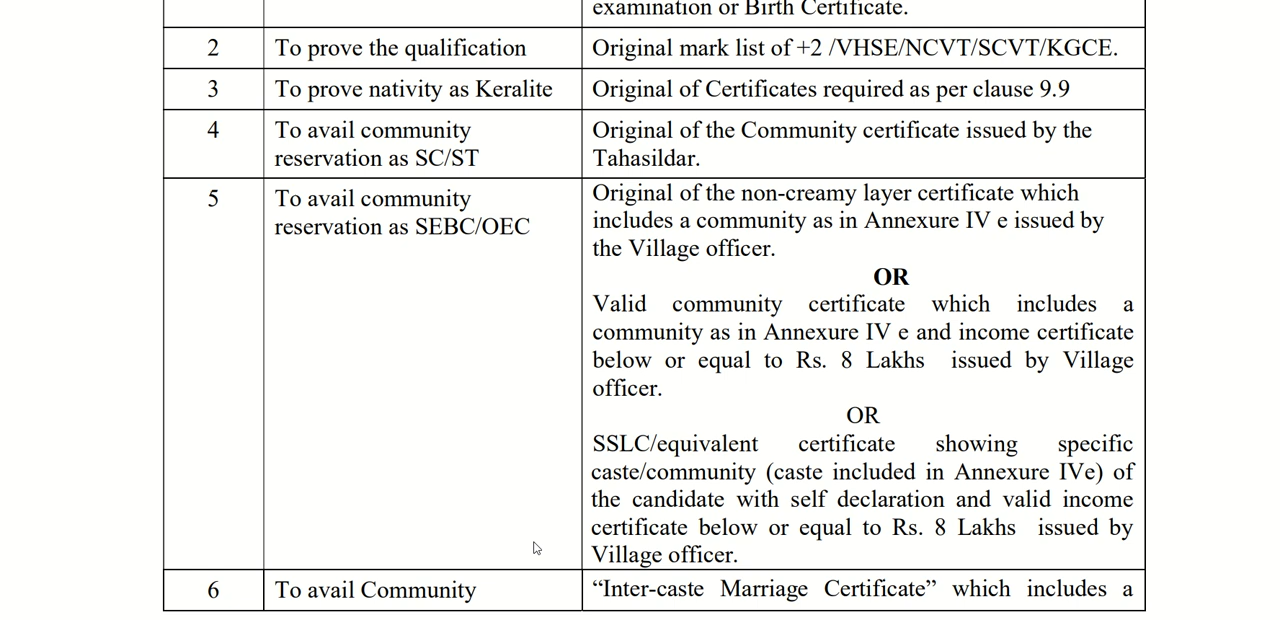 examination or Birth Certificate.
2 To prove the qualification Original mark list of +2 /VHSE/NCVT/SCVT/KGCE.
3 To prove nativity as Keralite Original of Certificates required as per clause 9.9
4 To avail community
reservation as SC/ST
Original of the Community certificate issued by the
Tahasildar.
5 To avail community
reservation as SEBC/OEC
Original of the non-creamy layer certificate which
includes a community as in Annexure IV e issued by
the Village officer.
OR
Valid community certificate which includes a
community as in Annexure IV e and income certificate
below or equal to Rs. 8 Lakhs issued by Village
officer.
OR
SSLC/equivalent certificate showing specific
caste/community (caste included in Annexure IVe) of
the candidate with self declaration and valid income
certificate below or equal to Rs. 8 Lakhs issued by
Village officer.
6 To avail Community “Inter-caste Marriage Certificate” which includes a